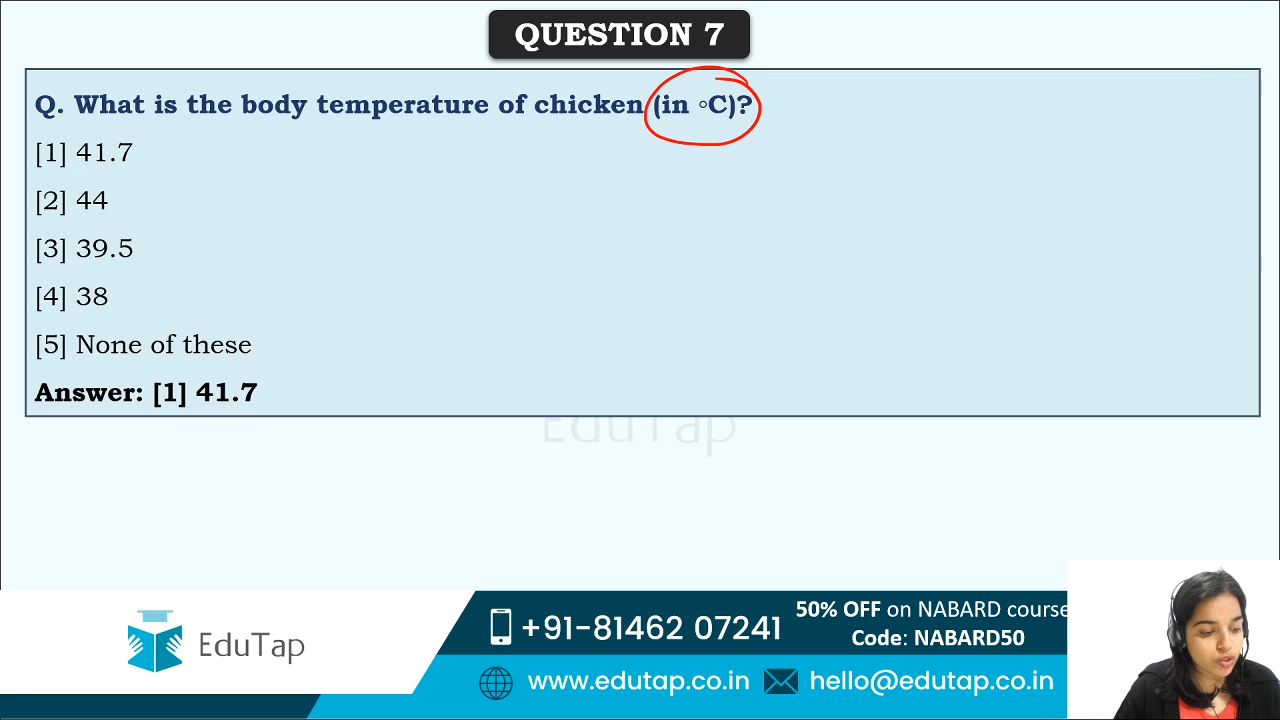 QUESTION 7
Q. What is the body temperature of chicken (in ◦C)?
[1] 41.7
[2] 44
[3] 39.5
[4] 38
[5] None of these
Answer: [1] 41.7
EduTap
EduTap
+91-81462 07241
50% OFF on NABARD course
Code: NABARD50
www.edutap.co.in
hello@edutap.co.in